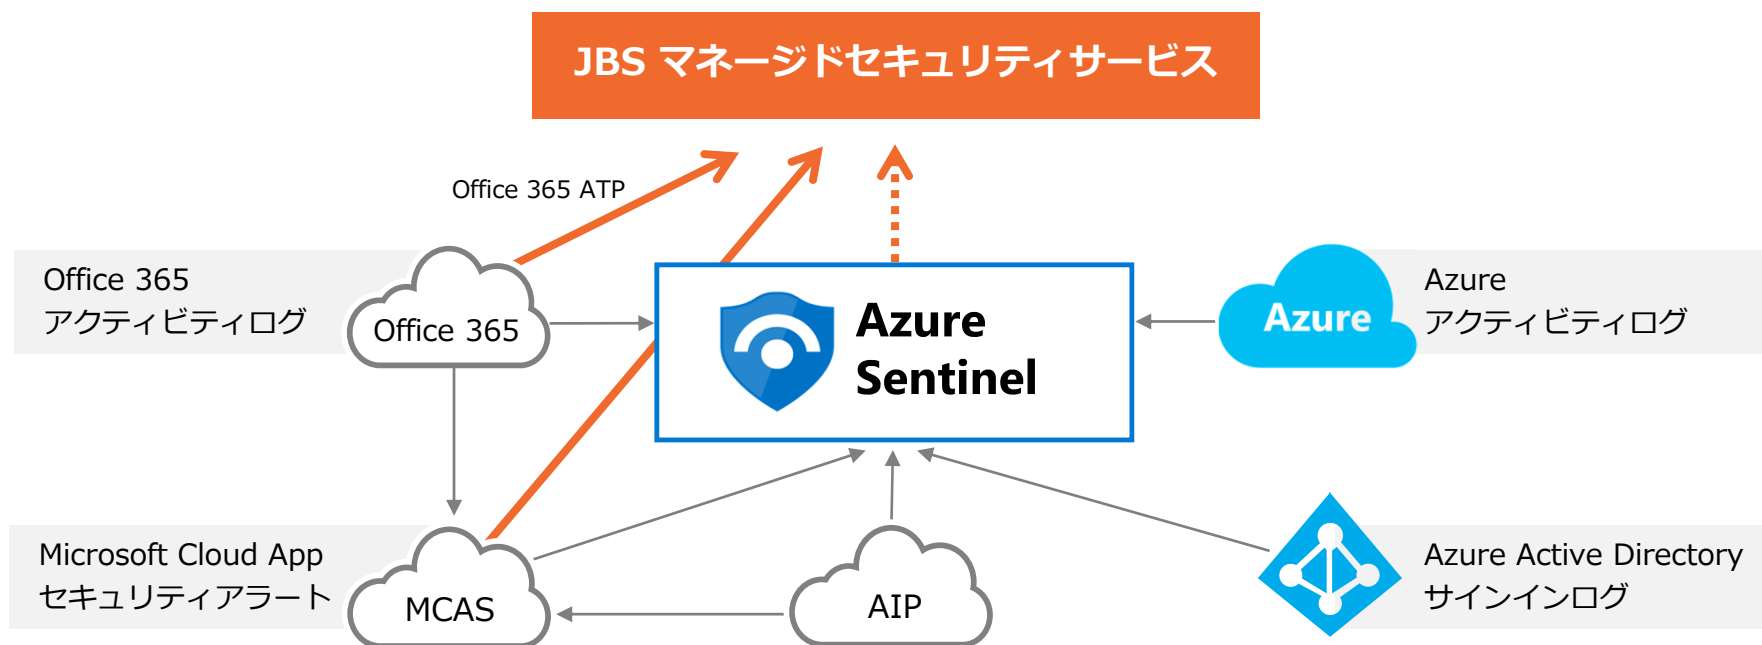 JBS マネージドセキュリティサービス
Office 365 ATP
Office 365
アクティビティログ
Office 365
Azure
Sentinel
Azure
Azure
アクティビティログ
Microsoft Cloud App
セキュリティアラート
MCAS
AIP
Azure Active Directory
サインインログ